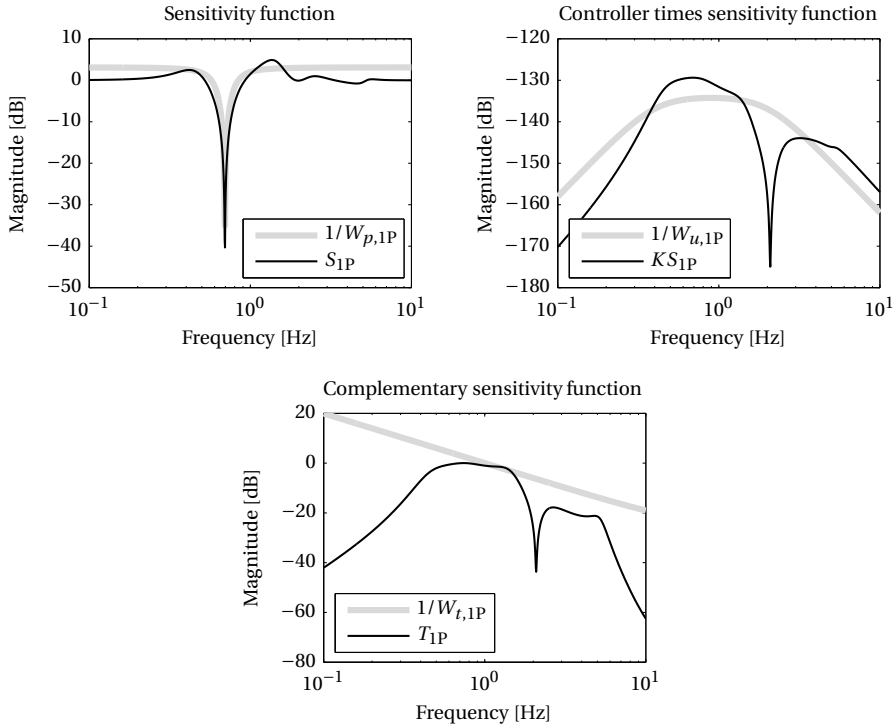 Sensitivity function
10
0
−10
−20
−30
−40
−50
Magnitude [dB]
1/W_{p,1P}
S_{1P}
10^{-1}
10^0
10^1
Frequency [Hz]
Controller times sensitivity function
−120
−130
−140
−150
−160
−170
−180
Magnitude [dB]
1/W_{u,1P}
KS_{1P}
10^{-1}
10^0
10^1
Frequency [Hz]
Complementary sensitivity function
20
0
−20
−40
−60
−80
Magnitude [dB]
1/W_{t,1P}
T_{1P}
10^{-1}
10^0
10^1
Frequency [Hz]